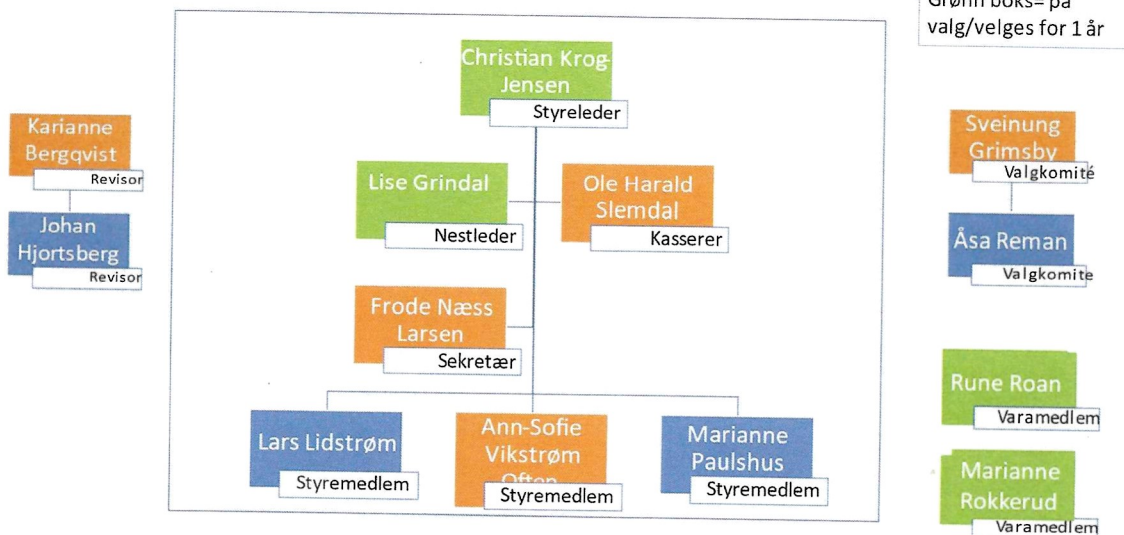 Grønn boks= på
valg/velges for 1 år
Christian Krog-
Jensen
Styreleder
Karianne
Bergqvist
Revisor
Johan
Hjortsberg
Revisor
Lise Grindal
Nestleder
Ole Harald
Slemdal
Kasserer
Frode Næss
Larsen
Sekretær
Lars Lidstrøm
Styremedlem
Ann-Sofie
Vikstrøm
Often
Styremedlem
Marianne
Paulshus
Styremedlem
Sveinung
Grimsby
Valgkomité
Åsa Reman
Valgkomite
Rune Roan
Varamedlem
Marianne
Rokkerud
Varamedlem